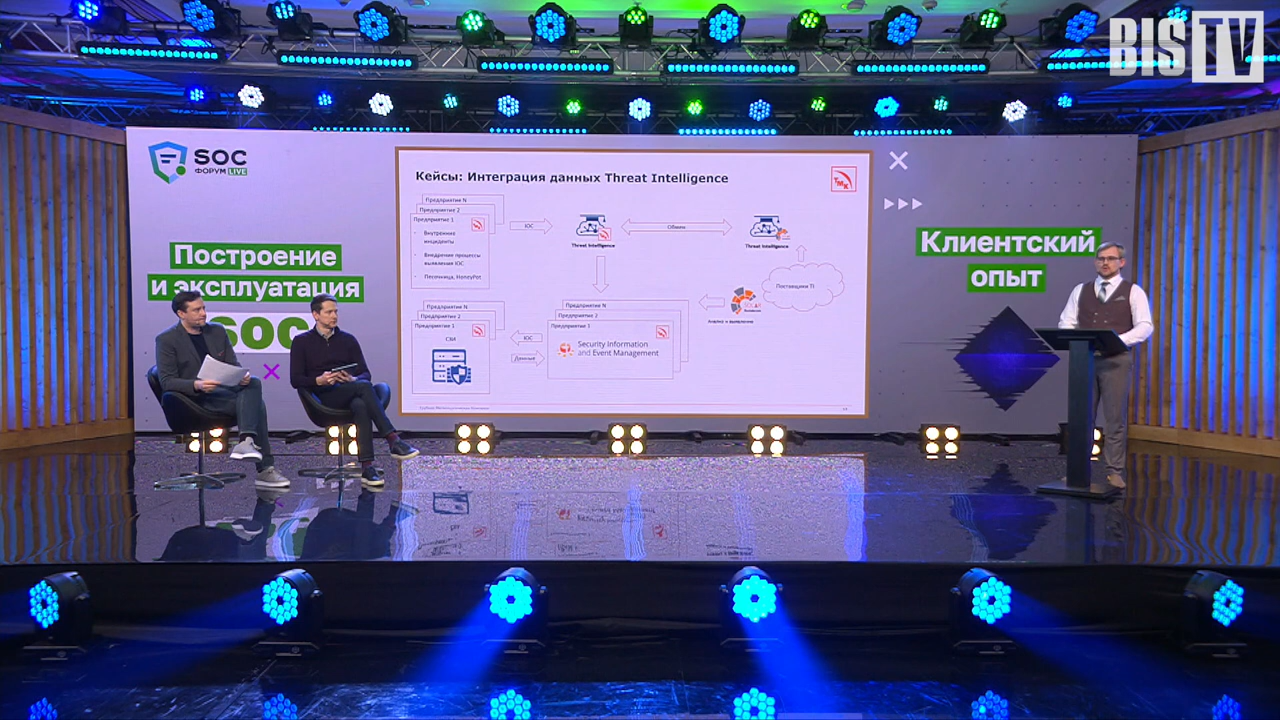 BIS TV
SOC
ФОРУМ LIVE
Построение
и эксплуатация
SOC
Клиентский
опыт
Кейсы: Интеграция данных Threat Intelligence
ТМК
Предприятие N
Предприятие 2
Предприятие 1
Внутренние
инциденты
Внедрение процессы
выявления IOC
Песочница, HoneyPot
IOC
Threat Intelligence
Обмен
Threat Intelligence
Поставщики TI
Анализ и выявление
Предприятие N
Предприятие 2
Предприятие 1
СЗИ
IOC
Данные
Предприятие N
Предприятие 2
Предприятие 1
Security Information
and Event Management